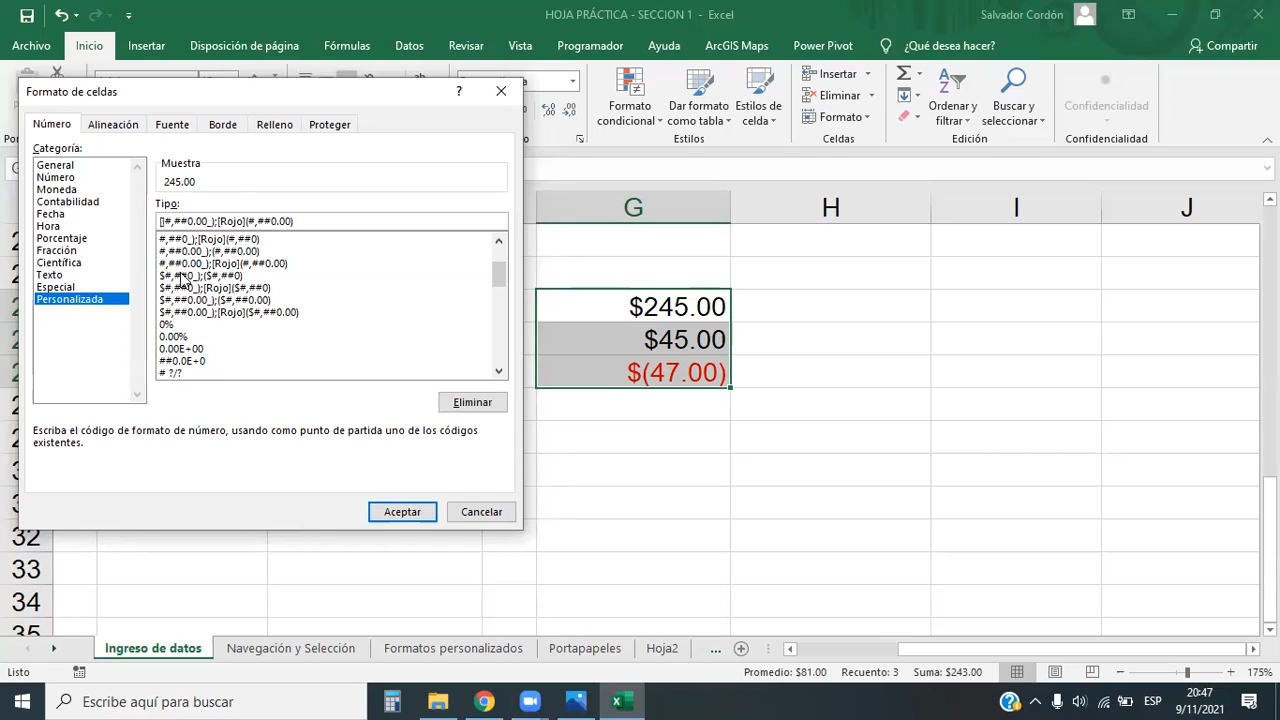 HOJA PRÁCTICA - SECCION 1 - Excel
Salvador Cordón
Archivo Inicio Insertar Disposición de página Fórmulas Datos Revisar Vista Programador Ayuda ArcGIS Maps Power Pivot ¿Qué desea hacer? Compartir
Formato de celdas
?
Número Alineación Fuente Borde Relleno Proteger
Categoría:
General
Número
Moneda
Contabilidad
Fecha
Hora
Porcentaje
Fracción
Científica
Texto
Especial
Personalizada
Muestra
245.00
Tipo:
[]#,##0.00_);[Rojo](#,##0.00)
#,##0_);[Rojo](#,##0)
#,##0.00_);(#,##0.00)
#,##0.00_);[Rojo](#,##0.00)
$#,##0_);($#,##0)
$#,##0_);[Rojo]($#,##0)
$#,##0.00_);($#,##0.00)
$#,##0.00_);[Rojo]($#,##0.00)
0%
0.00%
0.00E+00
##0.0E+0
# ?/?
Eliminar
Escriba el código de formato de número, usando como punto de partida uno de los códigos
existentes.
Aceptar Cancelar
Formato
condicional
Dar formato
como tabla
Estilos de
celda
Estilos
Insertar
Eliminar
Formato
Celdas
Ordenar y
filtrar
Buscar y
seleccionar
Edición
Confidencialidad
Confidencialidad
G H I J
$245.00
$45.00
$(47.00)
32
33
34
35
Ingreso de datos Navegación y Selección Formatos personalizados Portapapeles Hoja2 ...
Listo Promedio: $81.00 Recuento: 3 Suma: $243.00 175%
Escribe aquí para buscar
ESP
20:47
9/11/2021